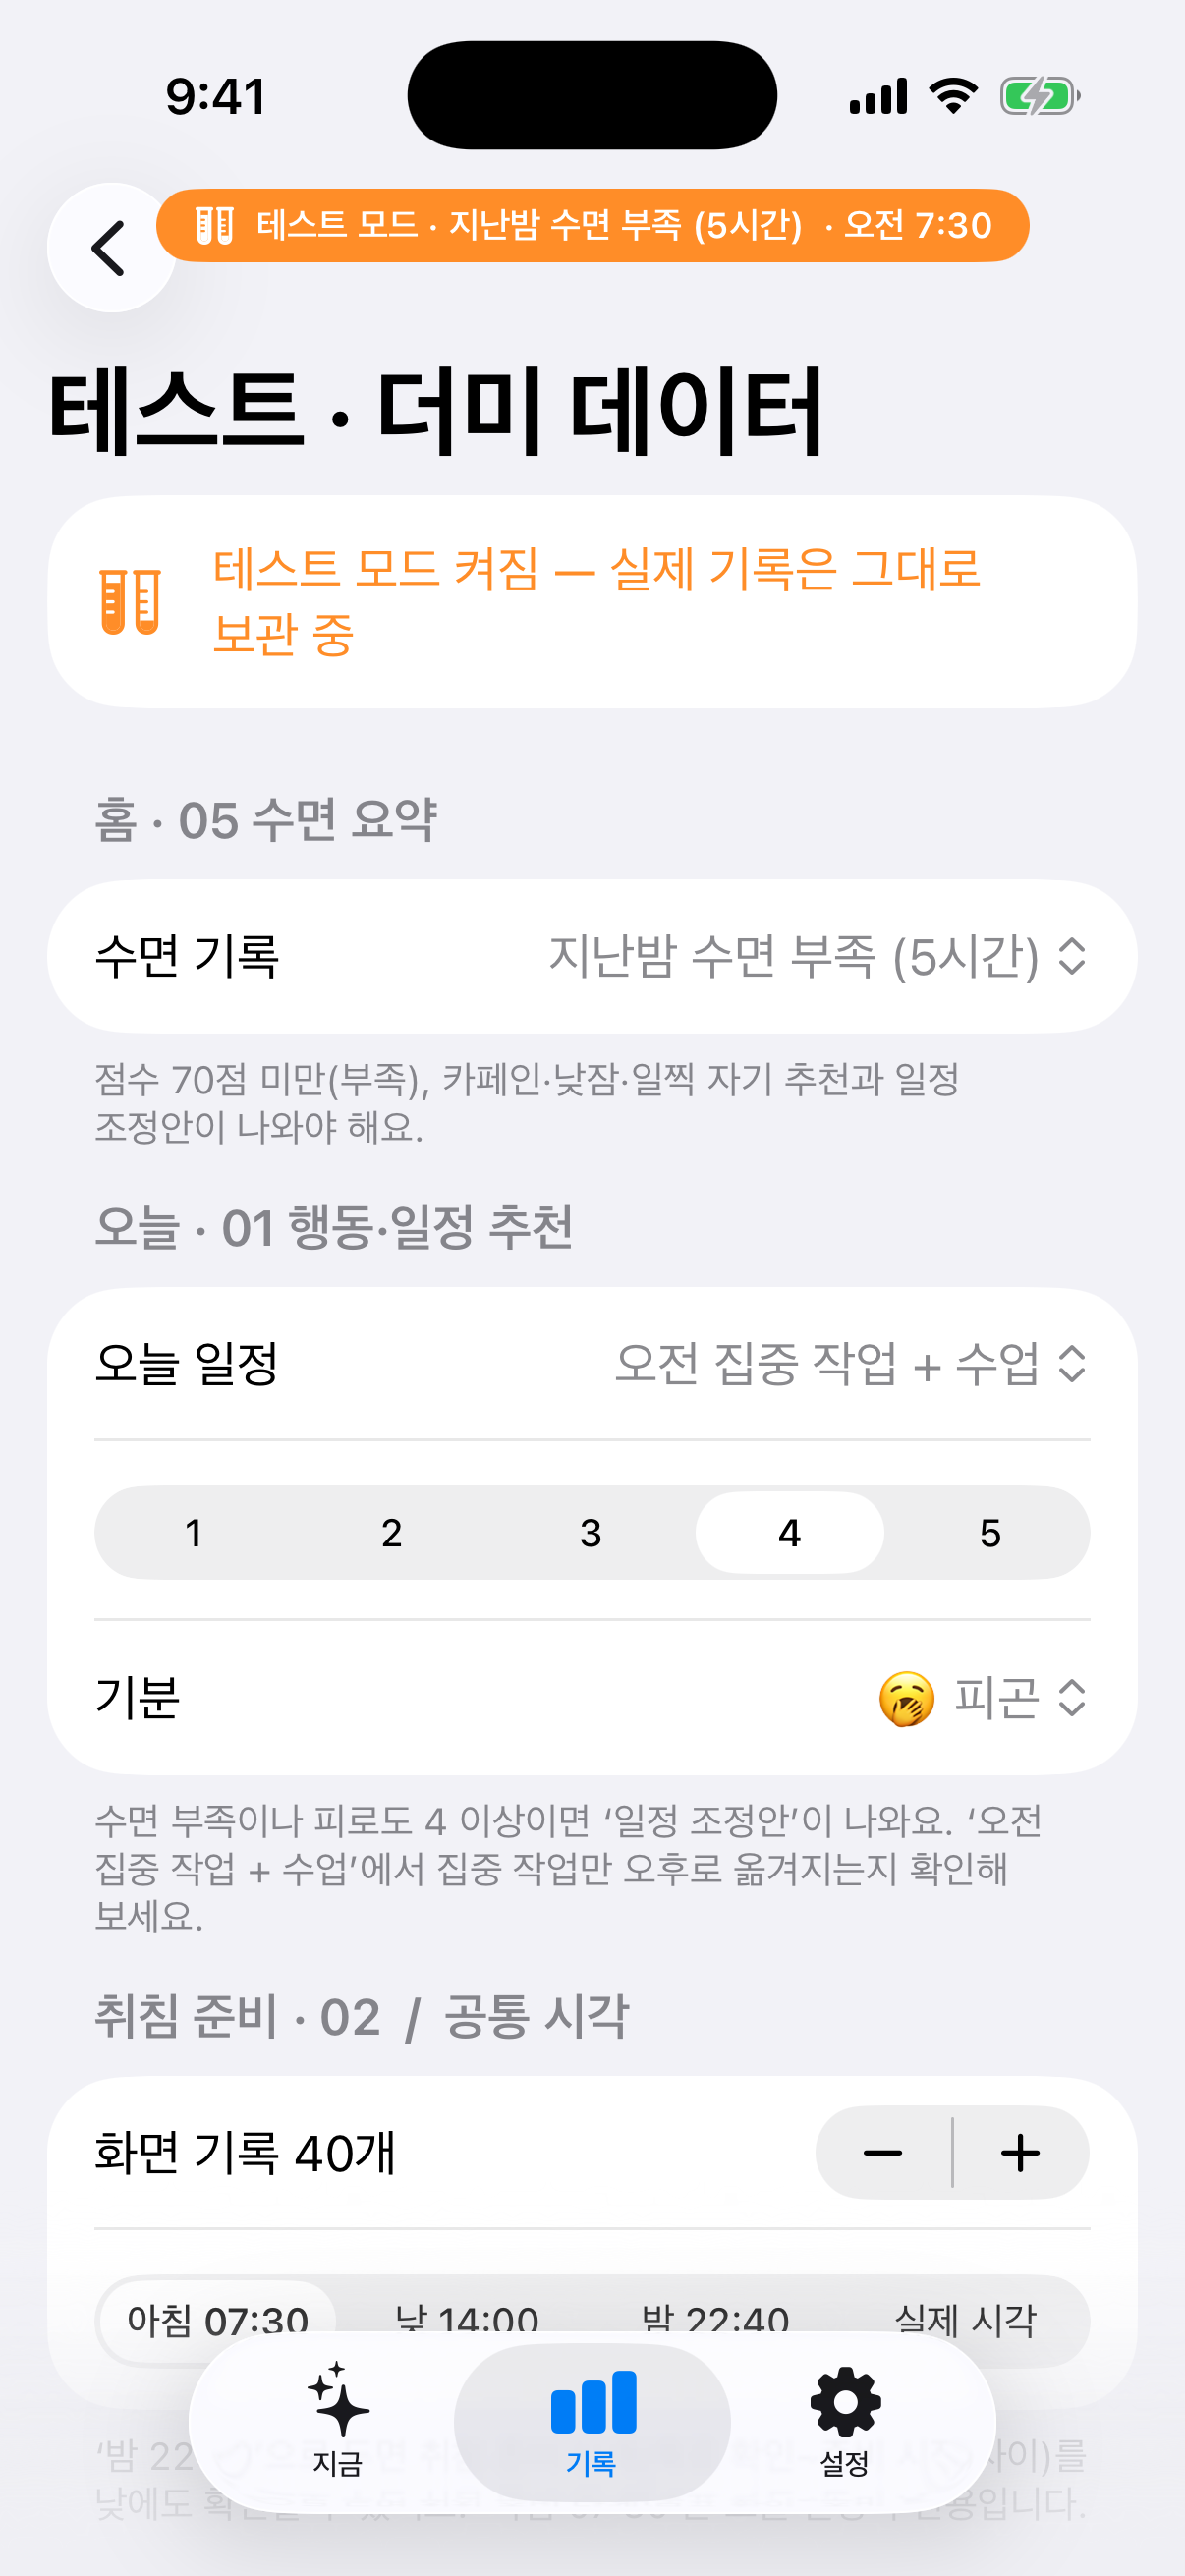 9:41
테스트 모드 · 지난밤 수면 부족 (5시간) · 오전 7:30
테스트 · 더미 데이터
테스트 모드 켜짐 — 실제 기록은 그대로
보관 중
홈 · 05 수면 요약
수면 기록 지난밤 수면 부족 (5시간)
점수 70점 미만(부족), 카페인·낮잠·일찍 자기 추천과 일정
조정안이 나와야 해요.
오늘 · 01 행동·일정 추천
오늘 일정 오전 집중 작업 + 수업
1 2 3 4 5
기분 피곤
수면 부족이나 피로도 4 이상이면 ‘일정 조정안’이 나와요. ‘오전
집중 작업 + 수업’에서 집중 작업만 오후로 옮겨지는지 확인해
보세요.
취침 준비 · 02 / 공통 시각
화면 기록 40개
아침 07:30 낮 14:00 밤 22:40 실제 시각
‘밤 22 사이)를
낮에도
지금 기록 설정